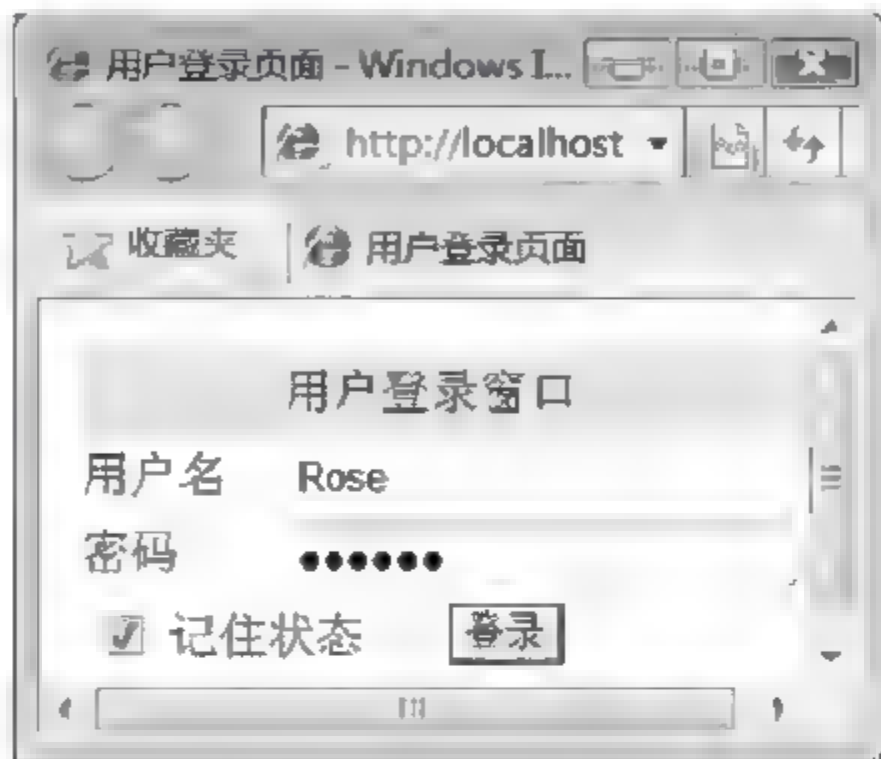 用户登录页面 - Windows I...
http://localhost
收藏夹
用户登录页面
用户登录窗口
用户名 Rose
密码 ●●●●●●
记住状态 登录